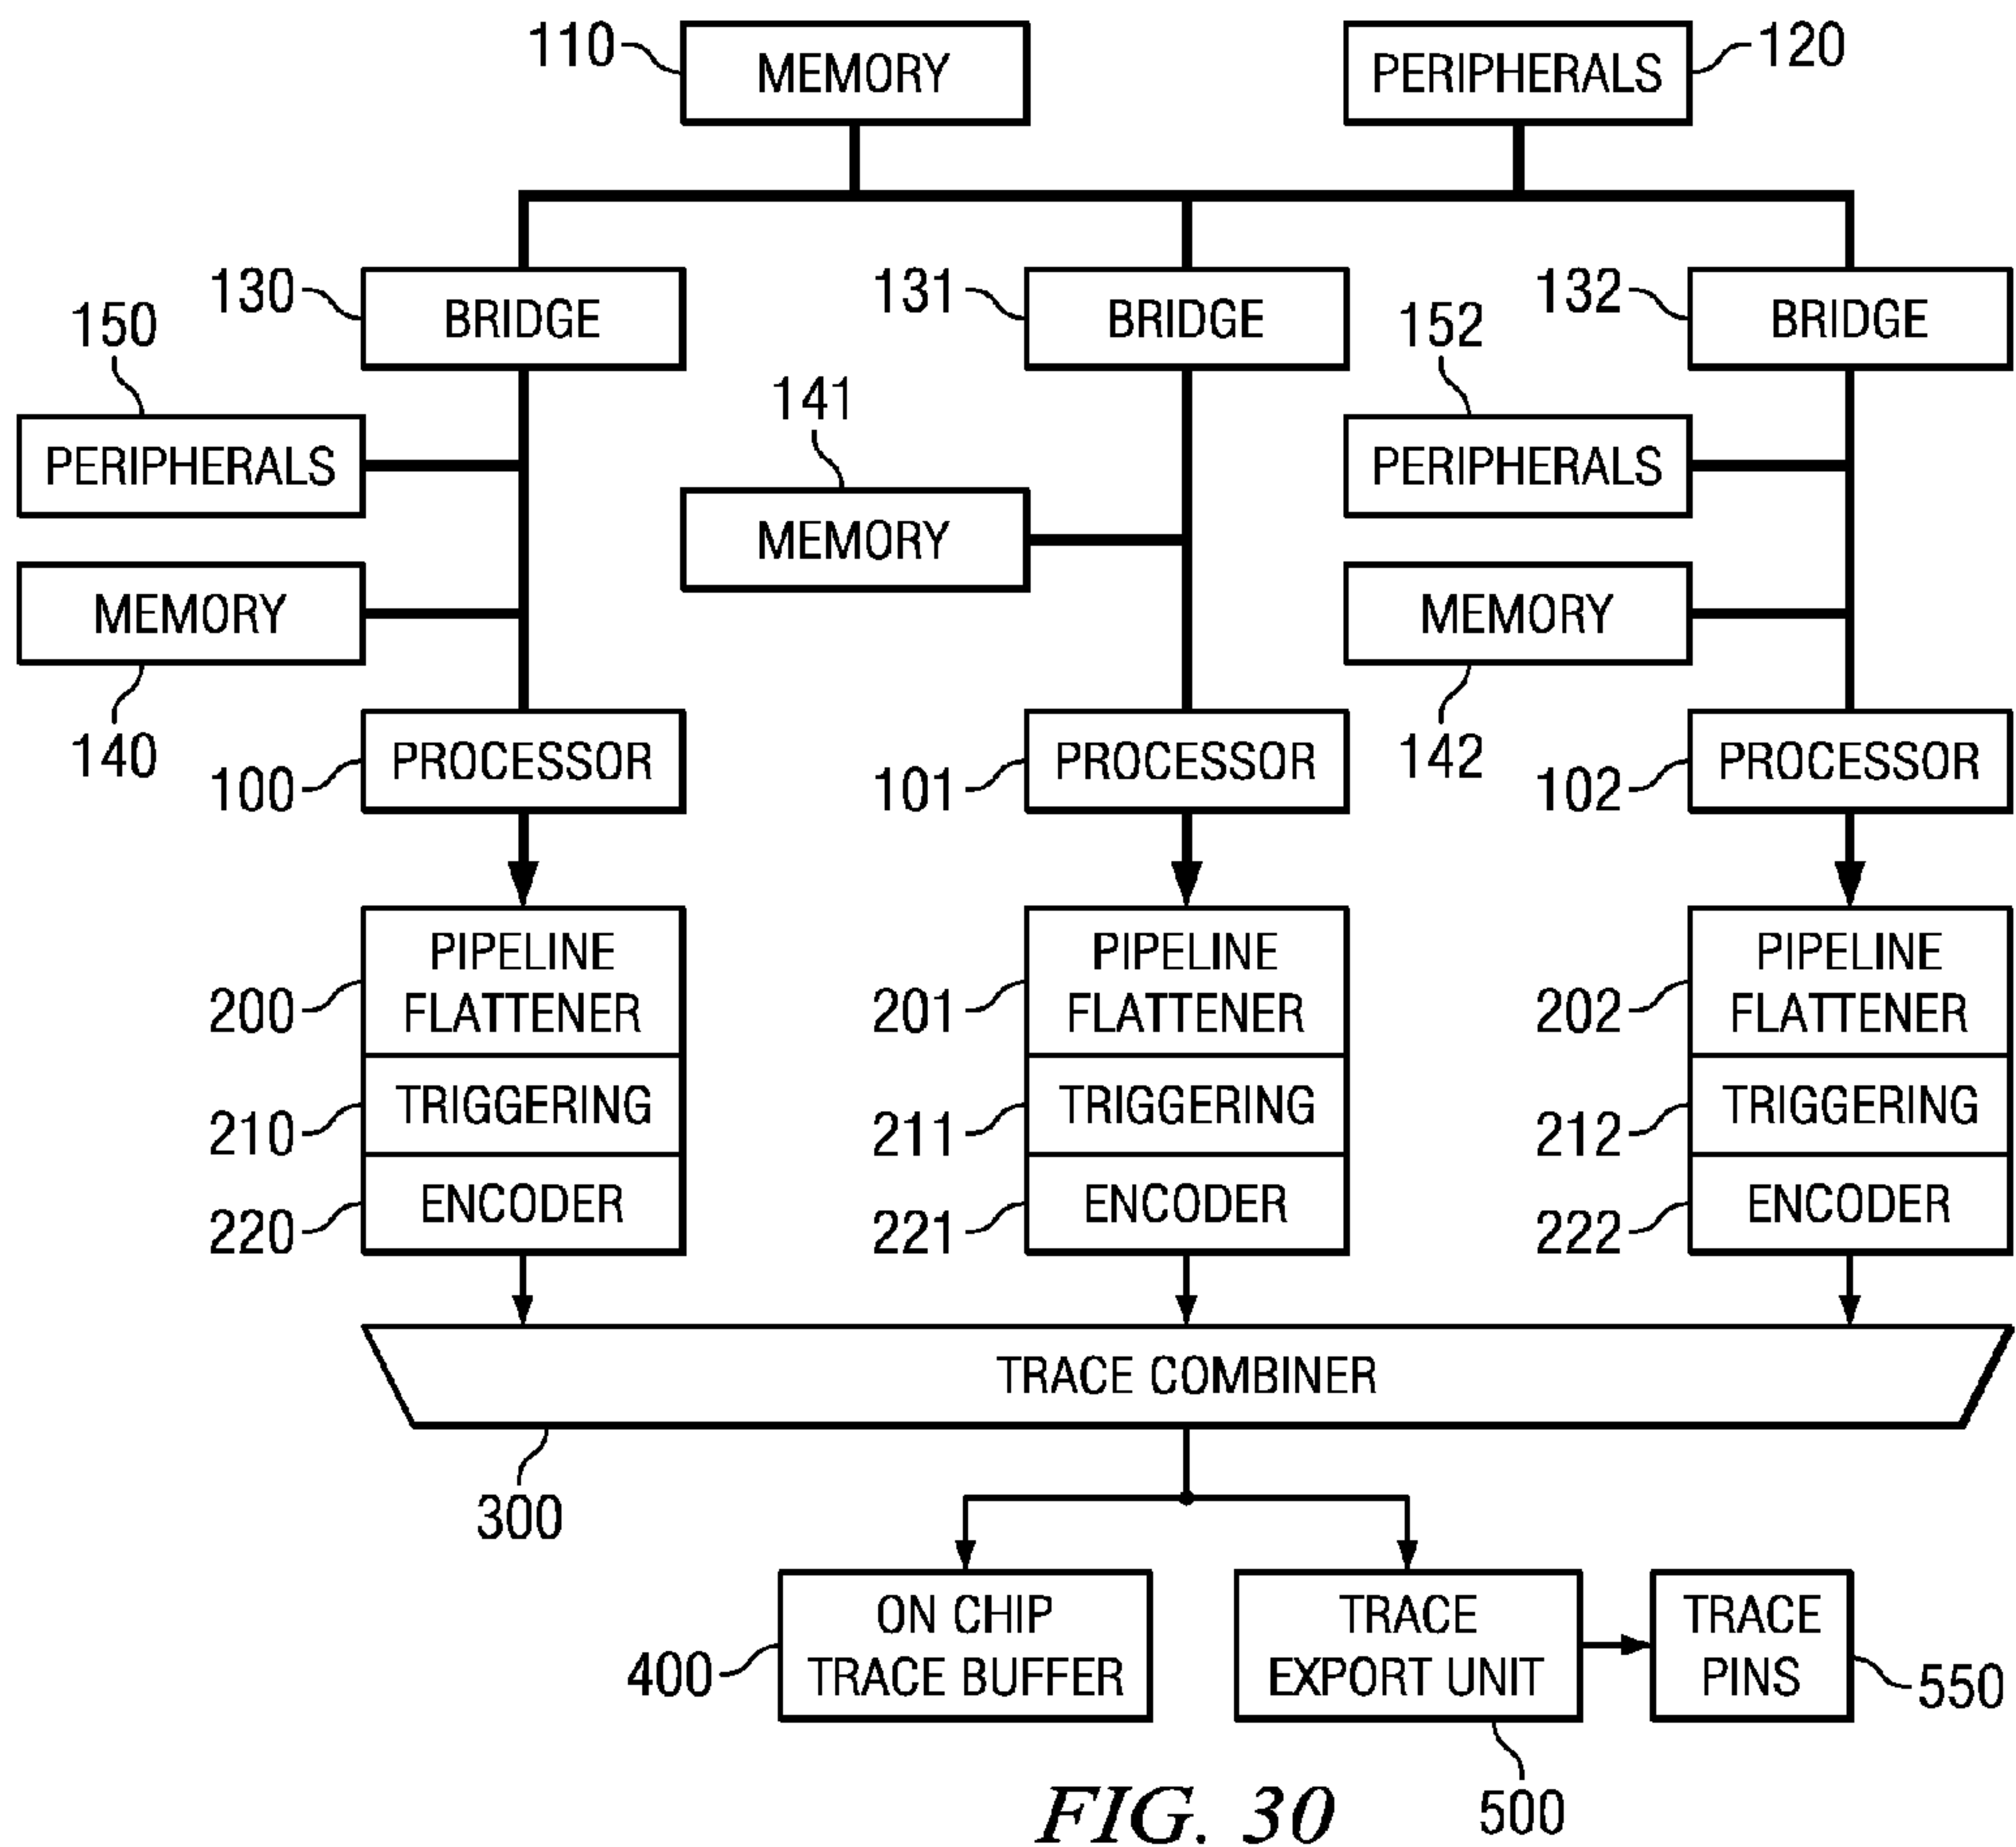 110 MEMORY
PERIPHERALS 120
130 BRIDGE
131 BRIDGE
132 BRIDGE
150
PERIPHERALS
141
MEMORY
152
PERIPHERALS
MEMORY
140
MEMORY
142
100 PROCESSOR
101 PROCESSOR
102 PROCESSOR
PIPELINE
200 FLATTENER
210 TRIGGERING
220 ENCODER
PIPELINE
201 FLATTENER
211 TRIGGERING
221 ENCODER
PIPELINE
202 FLATTENER
212 TRIGGERING
222 ENCODER
TRACE COMBINER
300
ON CHIP
400 TRACE BUFFER
TRACE
EXPORT UNIT
500
TRACE
PINS 550
FIG. 30